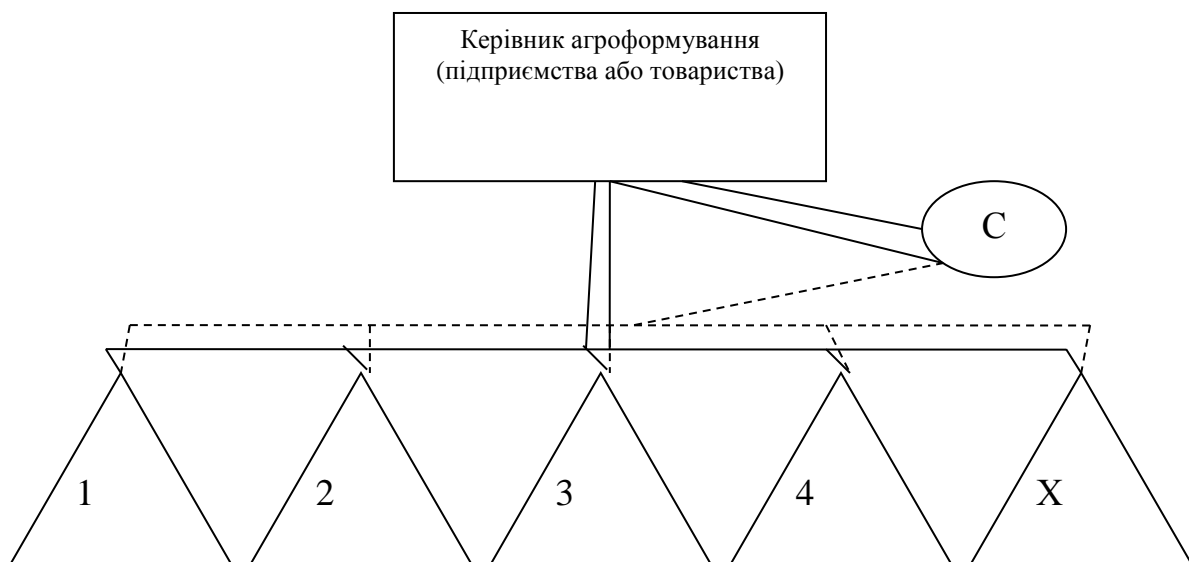 Керівник агроформування
(підприємства або товариства)
С
1 2 3 4 Х